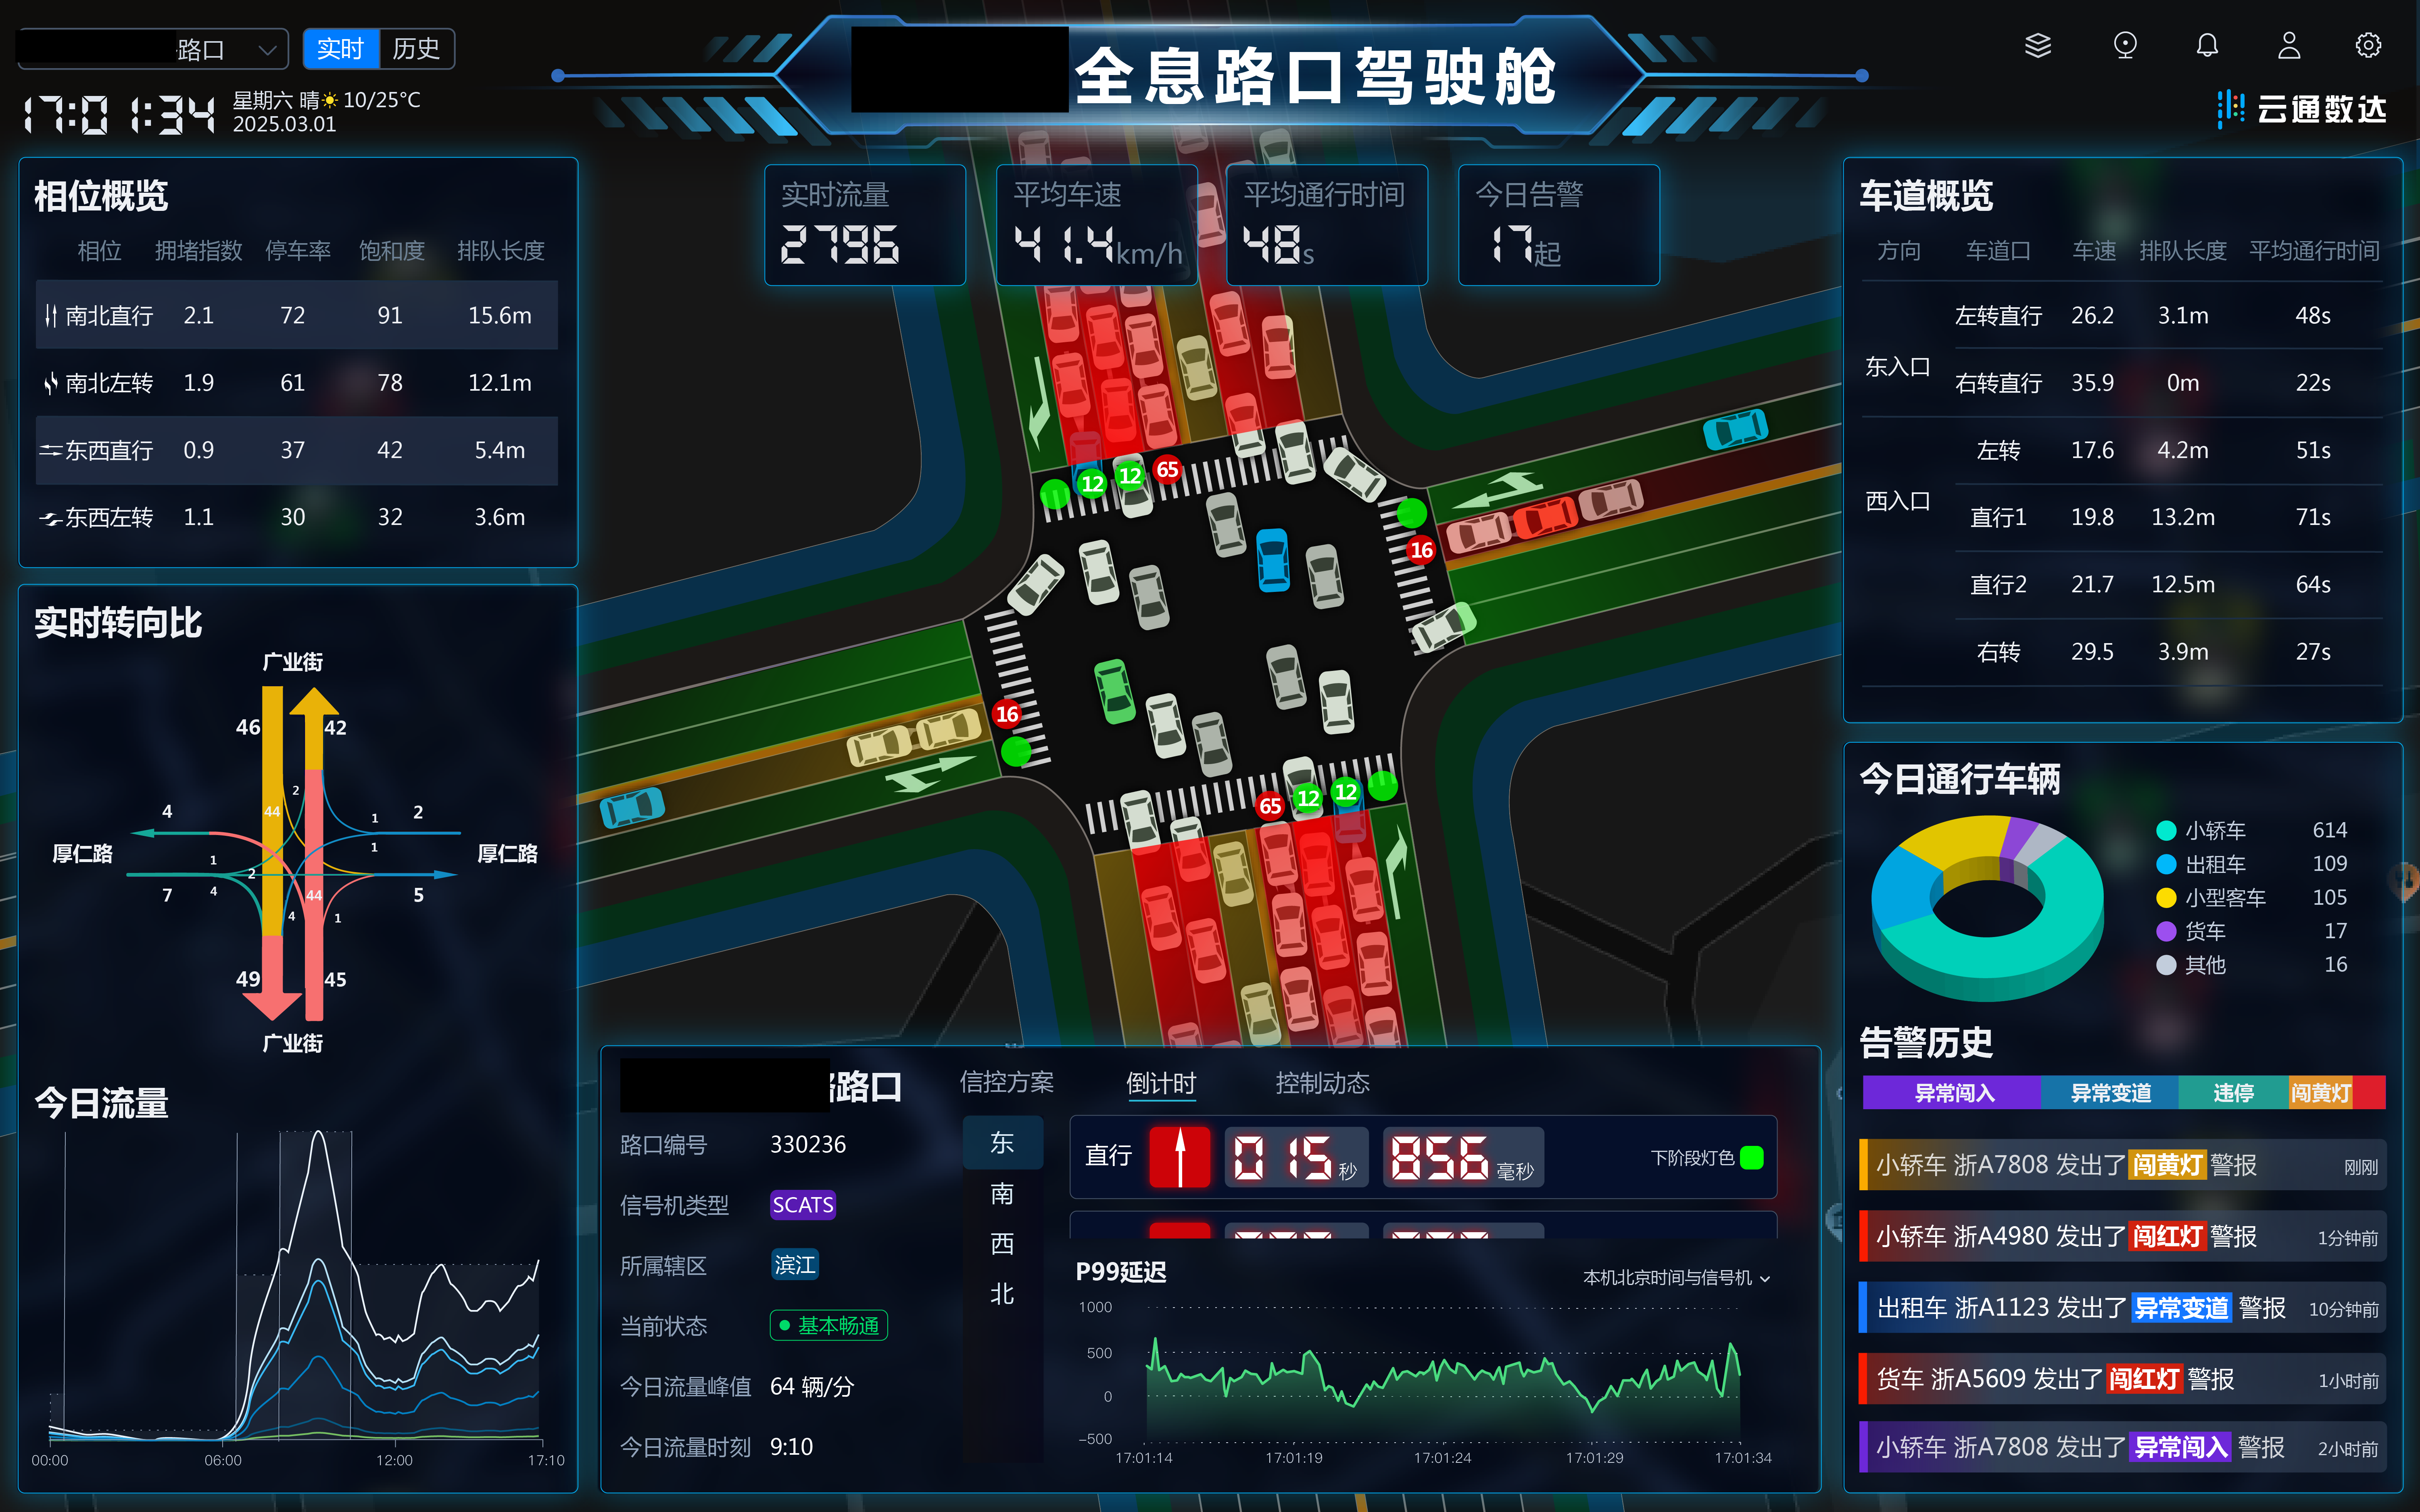 路口
实时 历史
17:01:34
星期六 晴 10/25°C
2025.03.01
全息路口驾驶舱
云通数达
相位概览
相位 拥堵指数 停车率 饱和度 排队长度
南北直行 2.1 72 91 15.6m
南北左转 1.9 61 78 12.1m
东西直行 0.9 37 42 5.4m
东西左转 1.1 30 32 3.6m
实时流量
2796
平均车速
41.4km/h
平均通行时间
48s
今日告警
17起
12 12 65
16
16
65 12 12
车道概览
方向 车道口 车速 排队长度 平均通行时间
东入口
左转直行 26.2 3.1m 48s
右转直行 35.9 0m 22s
西入口
左转 17.6 4.2m 51s
直行1 19.8 13.2m 71s
直行2 21.7 12.5m 64s
右转 29.5 3.9m 27s
实时转向比
广业街
46 42
2
44
4 1 2
厚仁路 1 厚仁路
1
2
7 4 44 5
4 1
49 45
广业街
今日流量
00:00 06:00 12:00 17:10
路口
路口编号 330236
信号机类型 SCATS
所属辖区 滨江
当前状态 基本畅通
今日流量峰值 64 辆/分
今日流量时刻 9:10
信控方案 倒计时 控制动态
东
南
西
北
直行 015秒 856毫秒 下阶段灯色
P99延迟 本机北京时间与信号机
1000
500
0
-500
17:01:14 17:01:19 17:01:24 17:01:29 17:01:34
今日通行车辆
小轿车 614
出租车 109
小型客车 105
货车 17
其他 16
告警历史
异常闯入 异常变道 违停 闯黄灯
小轿车 浙A7808 发出了 闯黄灯 警报 刚刚
小轿车 浙A4980 发出了 闯红灯 警报 1分钟前
出租车 浙A1123 发出了 异常变道 警报 10分钟前
货车 浙A5609 发出了 闯红灯 警报 1小时前
小轿车 浙A7808 发出了 异常闯入 警报 2小时前